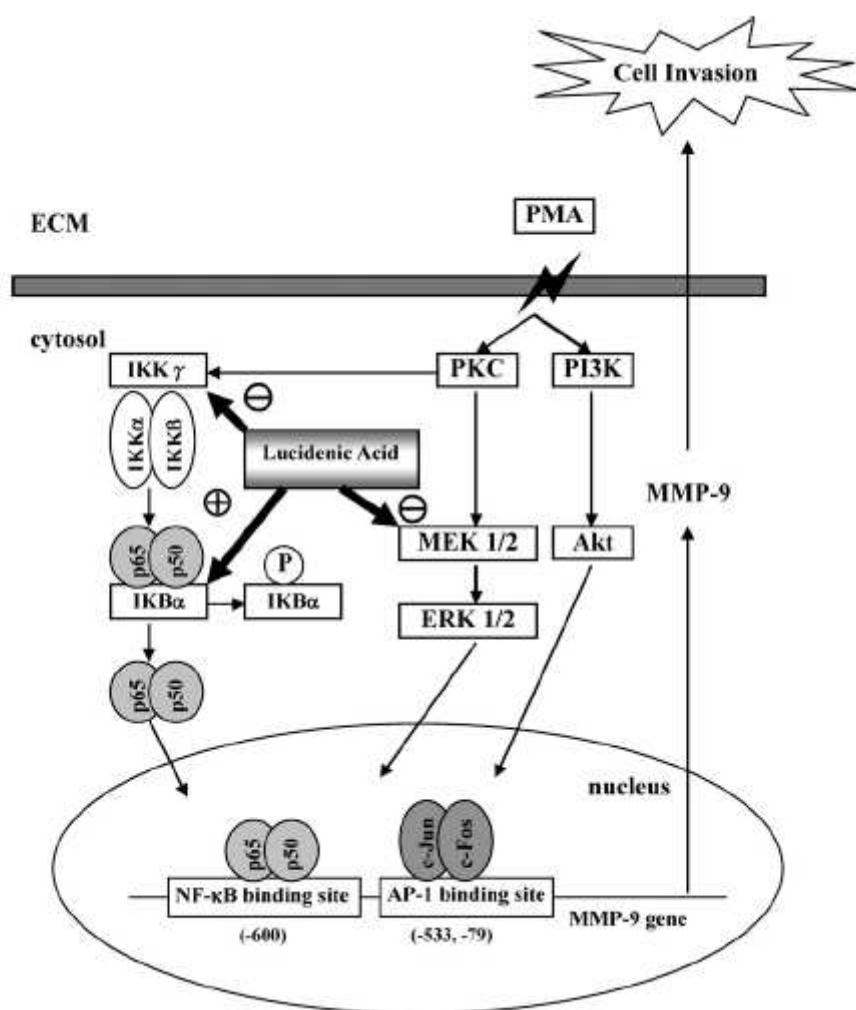 Cell Invasion
PMA
ECM
cytosol
IKK γ
PKC
PI3K
IKKα
IKKß
⊖
Lucidenic Acid
⊕
⊖
MMP-9
MEK 1/2
Akt
p65
p50
P
IKBα
IKBα
ERK 1/2
p65
p50
nucleus
p65
p50
c-Jun
c-Fos
NF-κB binding site
AP-1 binding site
MMP-9 gene
(-600)
(-533, -79)